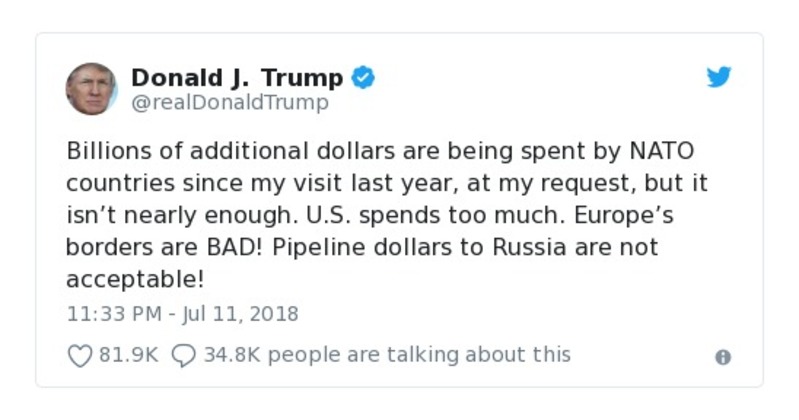 Donald J. Trump
@realDonaldTrump
Billions of additional dollars are being spent by NATO
countries since my visit last year, at my request, but it
isn’t nearly enough. U.S. spends too much. Europe’s
borders are BAD! Pipeline dollars to Russia are not
acceptable!
11:33 PM - Jul 11, 2018
81.9K 34.8K people are talking about this